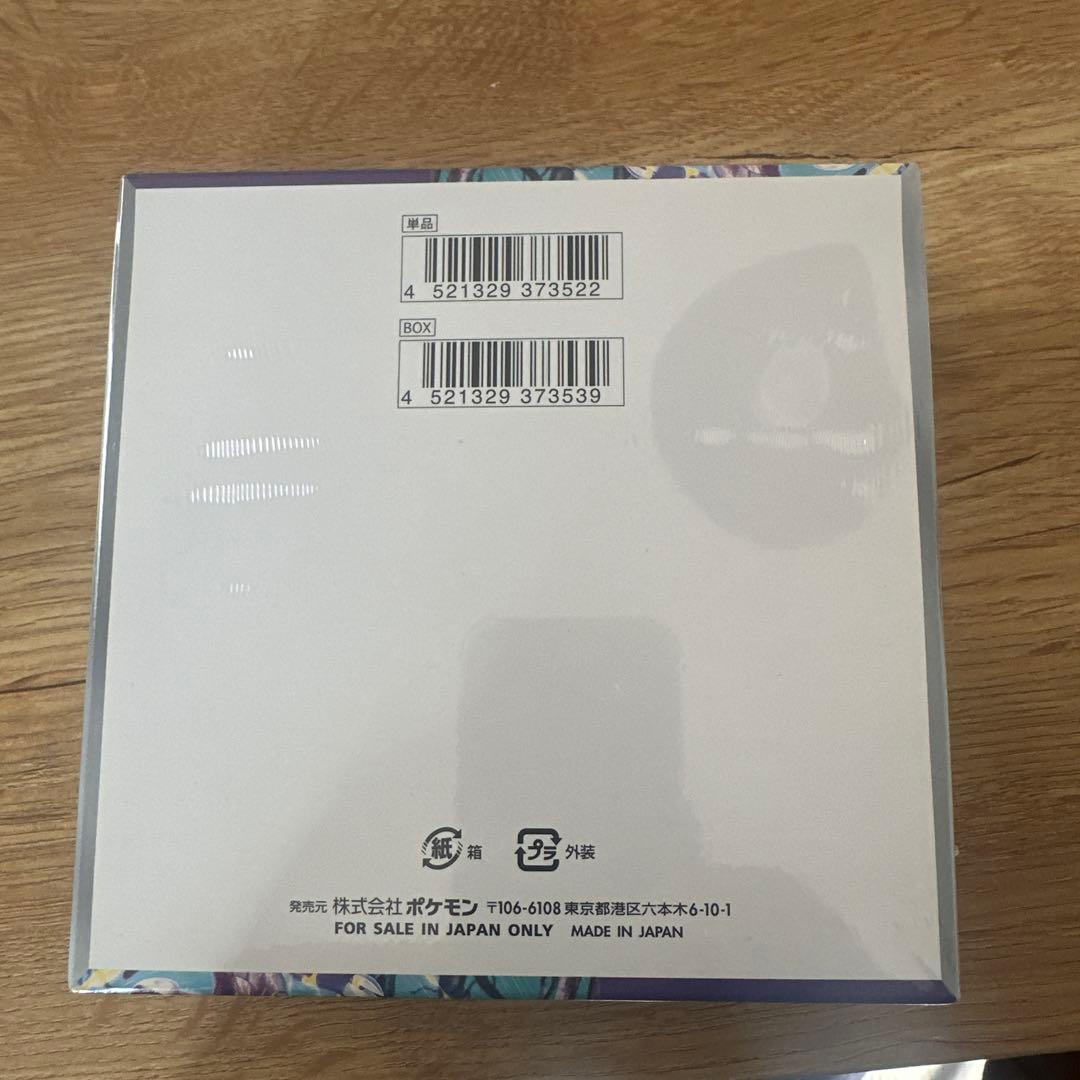 単品
4 521329 373522
BOX
4 521329 373539
紙 箱 プラ 外装
発売元 株式会社ポケモン 〒106-6108 東京都港区六本木6-10-1
FOR SALE IN JAPAN ONLY MADE IN JAPAN